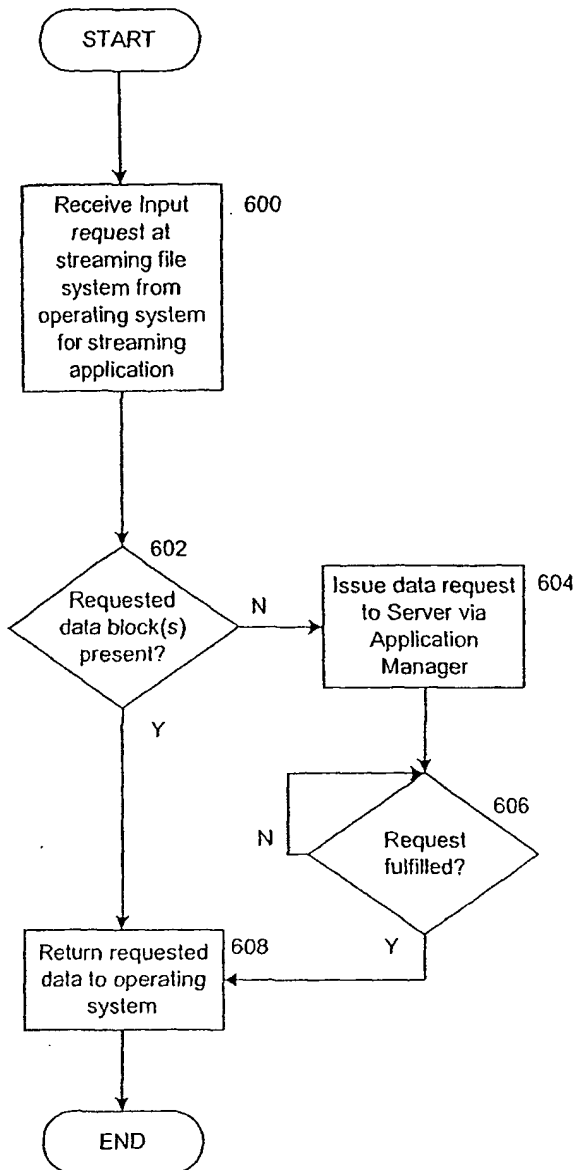 START
Receive Input
request at
streaming file
system from
operating system
for streaming
application
600
602
Requested
data block(s)
present?
N
Y
Issue data request
to Server via
Application
Manager
604
606
Request
fulfilled?
N
Y
Return requested
data to operating
system
608
END